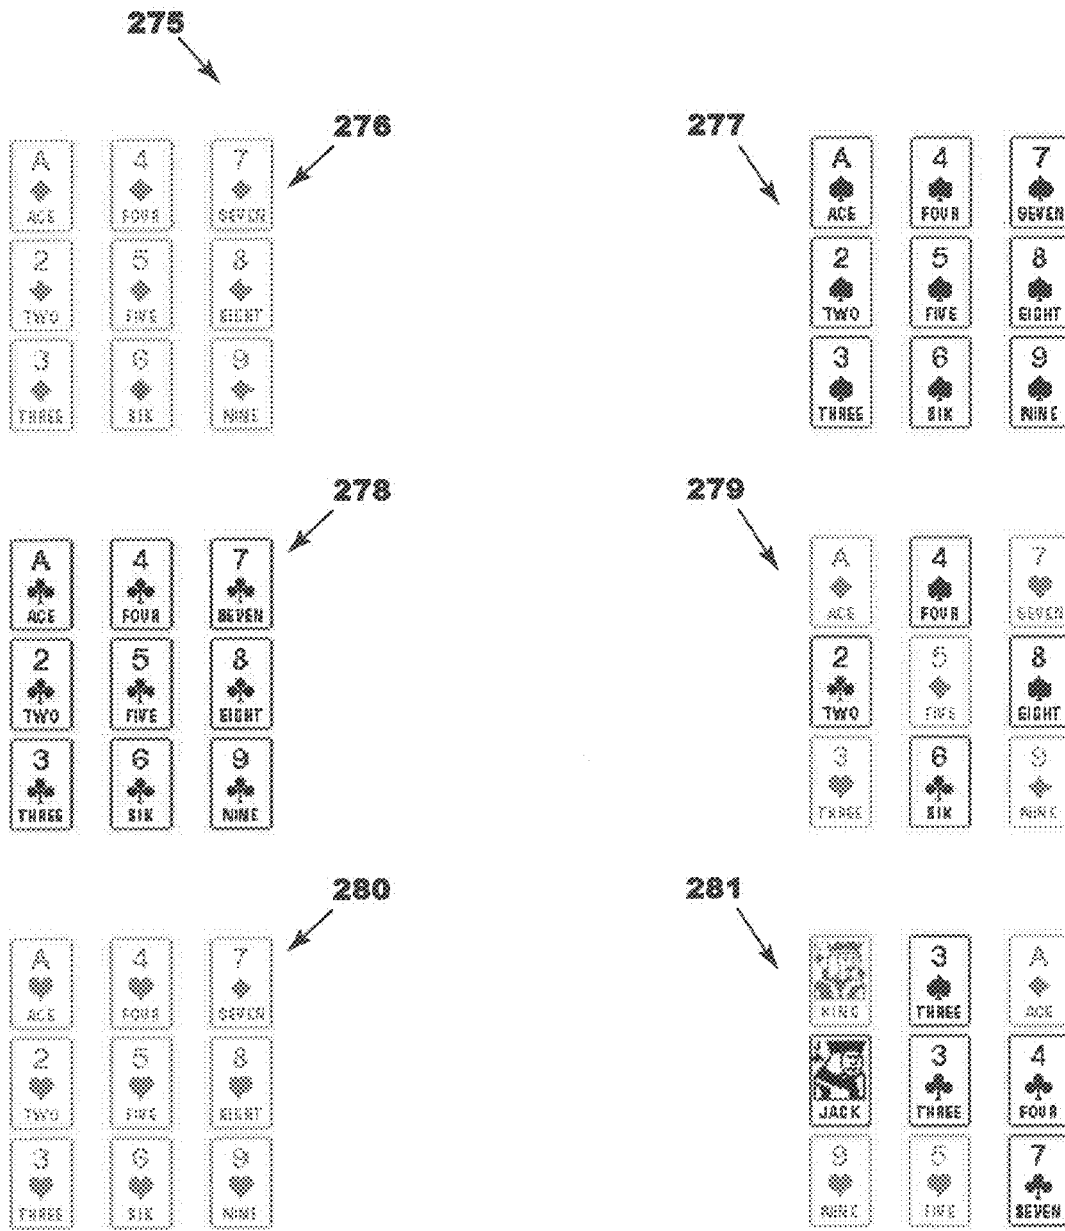 275
276 277
A 4 7 A 4 7
ACE FOUR SEVEN ACE FOUR SEVEN
2 5 8 2 5 8
TWO FIVE EIGHT TWO FIVE EIGHT
3 6 9 3 6 9
THREE SIX NINE THREE SIX NINE
278 279
A 4 7 A 4 7
ACE FOUR SEVEN ACE FOUR SEVEN
2 5 8 2 5 8
TWO FIVE EIGHT TWO FIVE EIGHT
3 6 9 3 6 9
THREE SIX NINE THREE SIX NINE
280 281
A 4 7 3 A
ACE FOUR SEVEN KING THREE ACE
2 5 8 3 4
TWO FIVE EIGHT JACK THREE FOUR
3 6 9 9 5 7
THREE SIX NINE NINE FIVE SEVEN